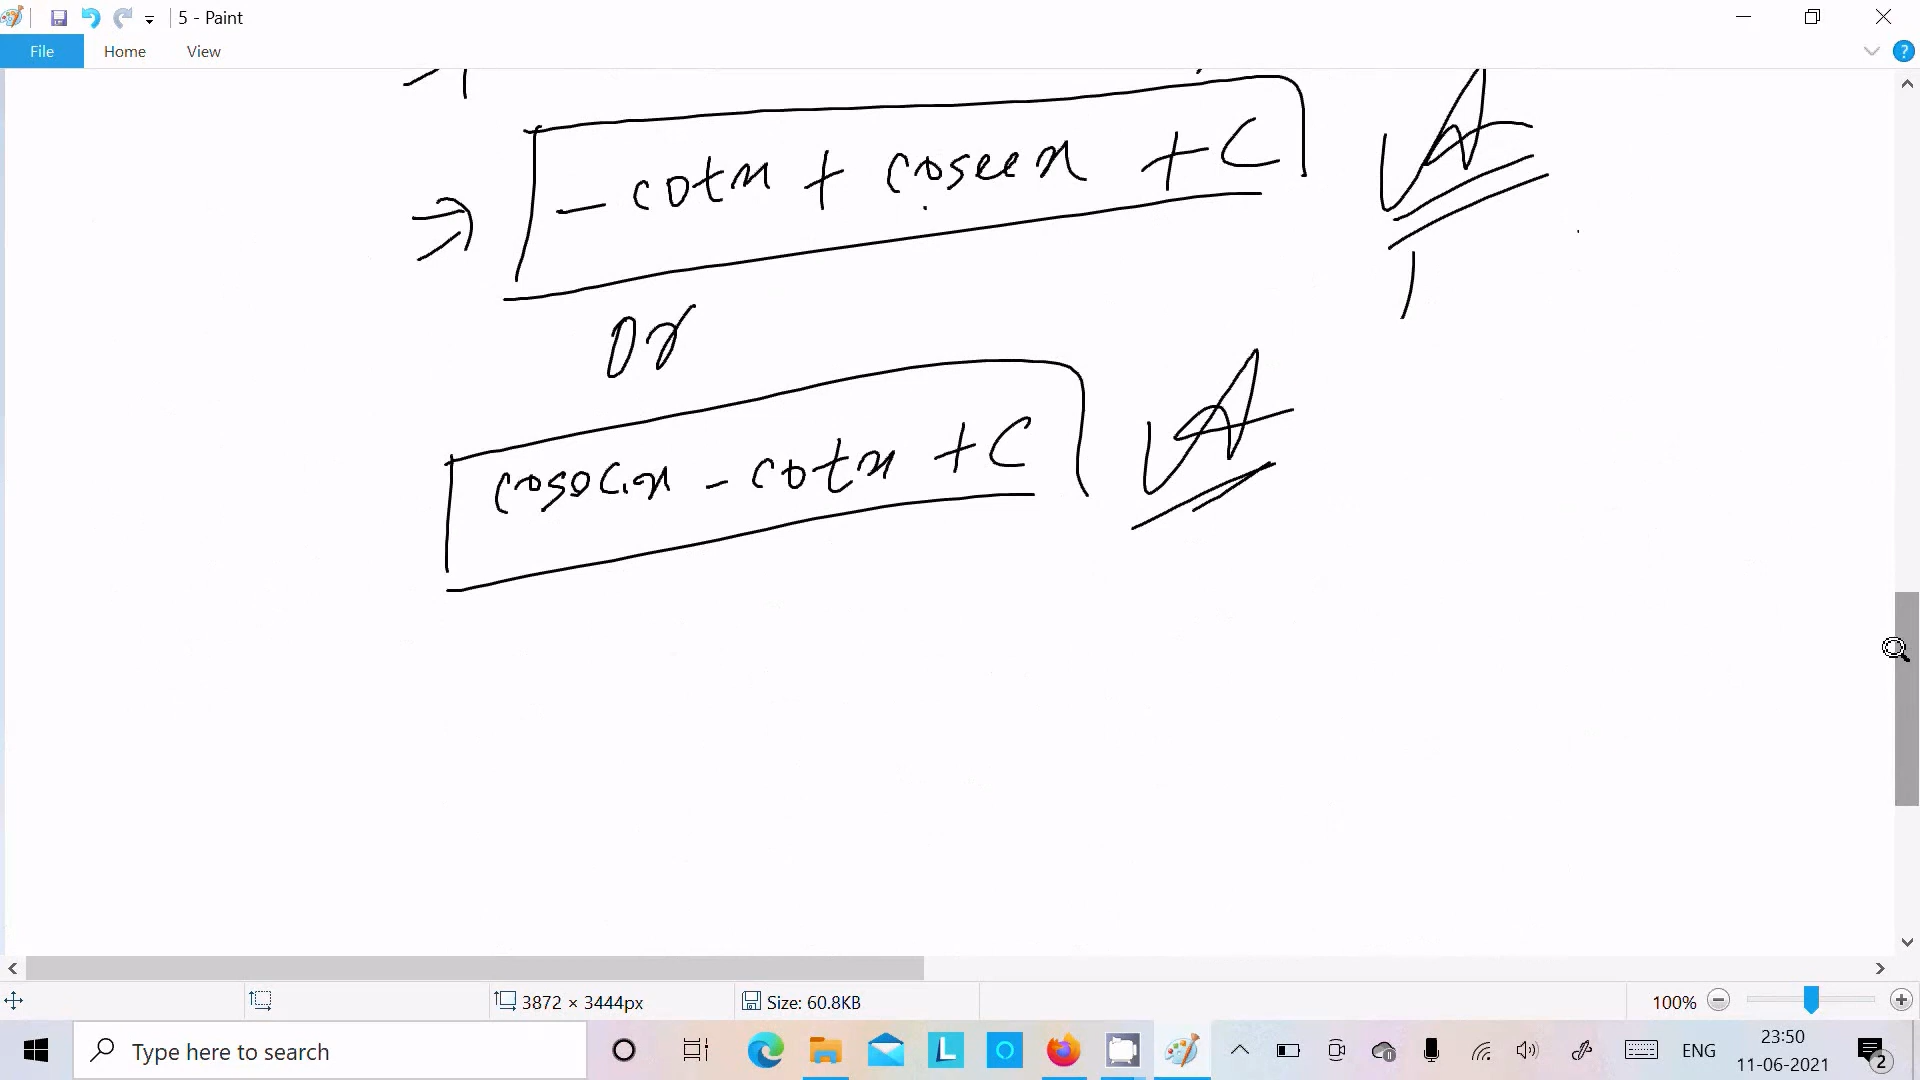 5 - Paint
File Home View
⇒ - cotx + cosecx + C
Or
cosecx - cotx + C
3872 × 3444px Size: 60.8KB 100%
Type here to search
ENG 23:50
11-06-2021 2